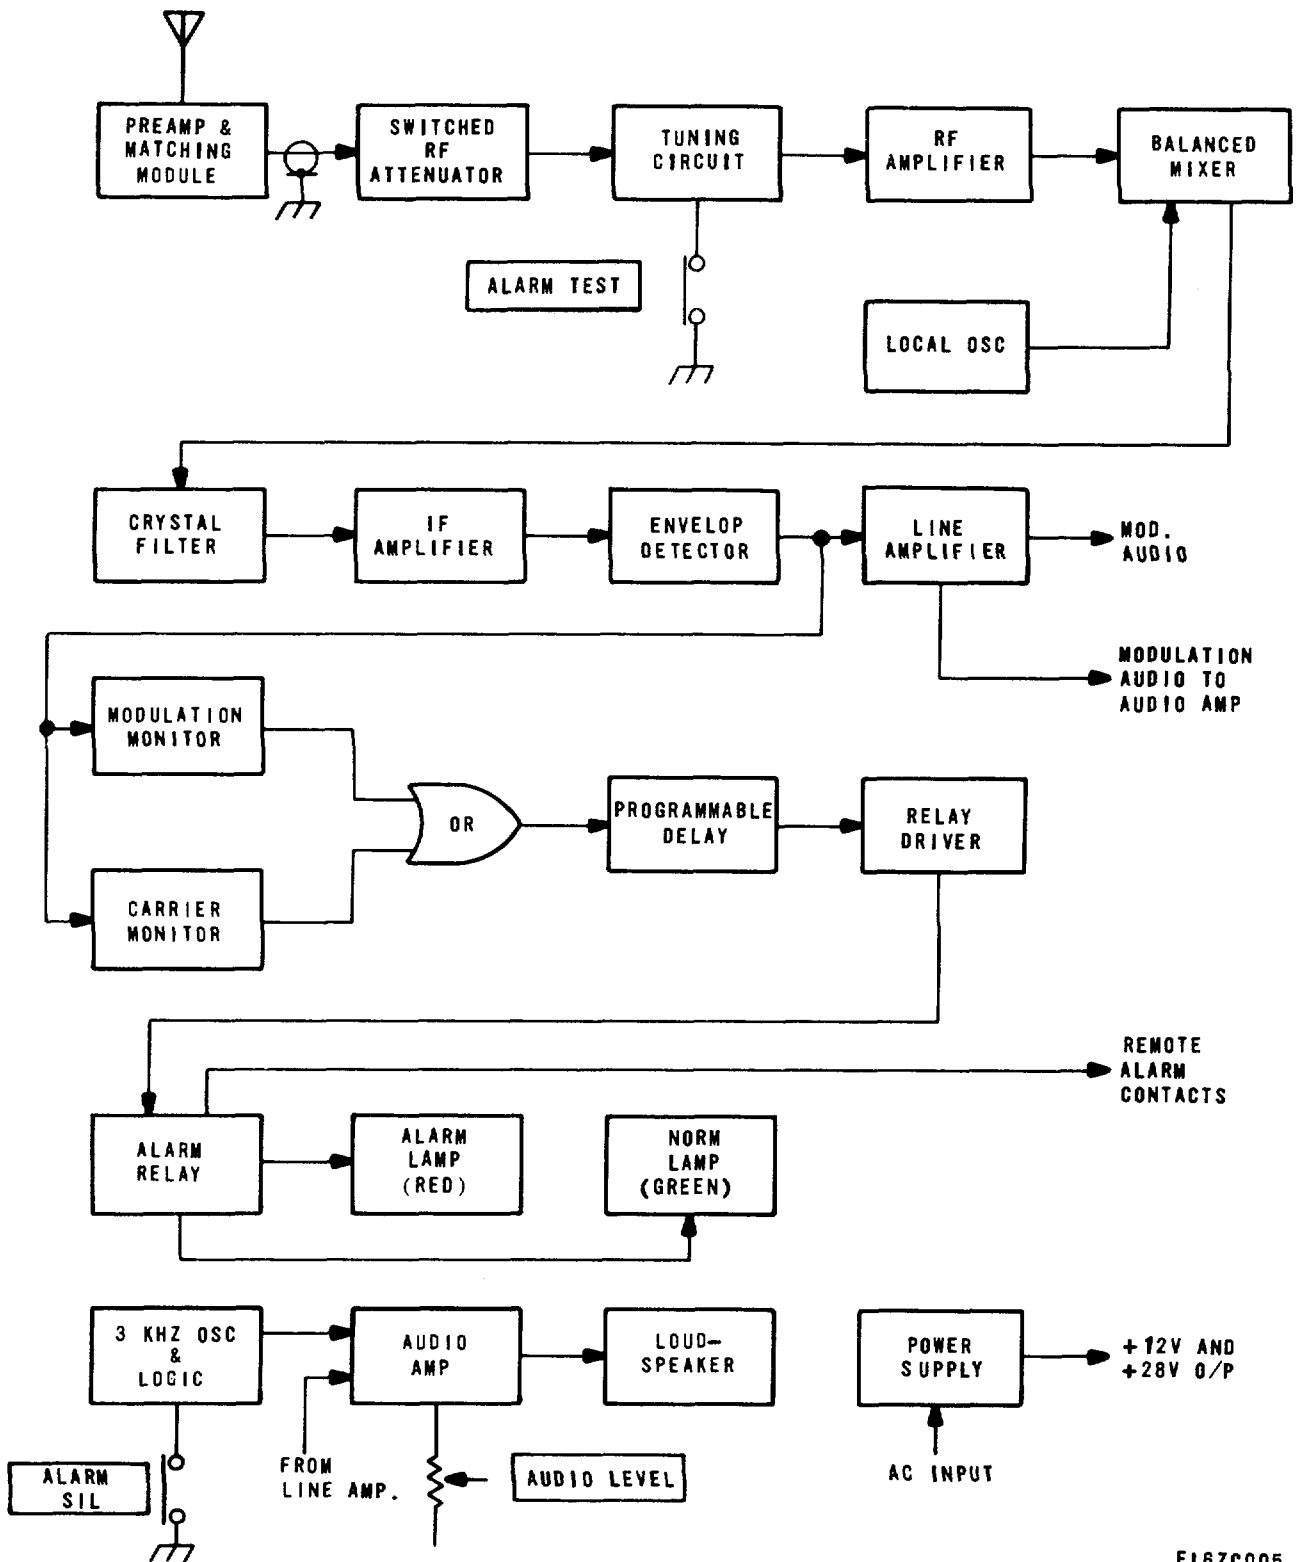 PREAMP &
MATCHING
MODULE
SWITCHED
RF
ATTENUATOR
TUNING
CIRCUIT
RF
AMPLIFIER
BALANCED
MIXER
ALARM TEST
LOCAL OSC
CRYSTAL
FILTER
IF
AMPLIFIER
ENVELOP
DETECTOR
LINE
AMPLIFIER
MOD.
AUDIO
MODULATION
AUDIO TO
AUDIO AMP
MODULATION
MONITOR
OR
PROGRAMMABLE
DELAY
RELAY
DRIVER
CARRIER
MONITOR
REMOTE
ALARM
CONTACTS
ALARM
RELAY
ALARM
LAMP
(RED)
NORM
LAMP
(GREEN)
3 KHZ OSC
&
LOGIC
AUDIO
AMP
LOUD-
SPEAKER
POWER
SUPPLY
+12V AND
+28V O/P
ALARM
SIL
FROM
LINE AMP.
AUDIO LEVEL
AC INPUT